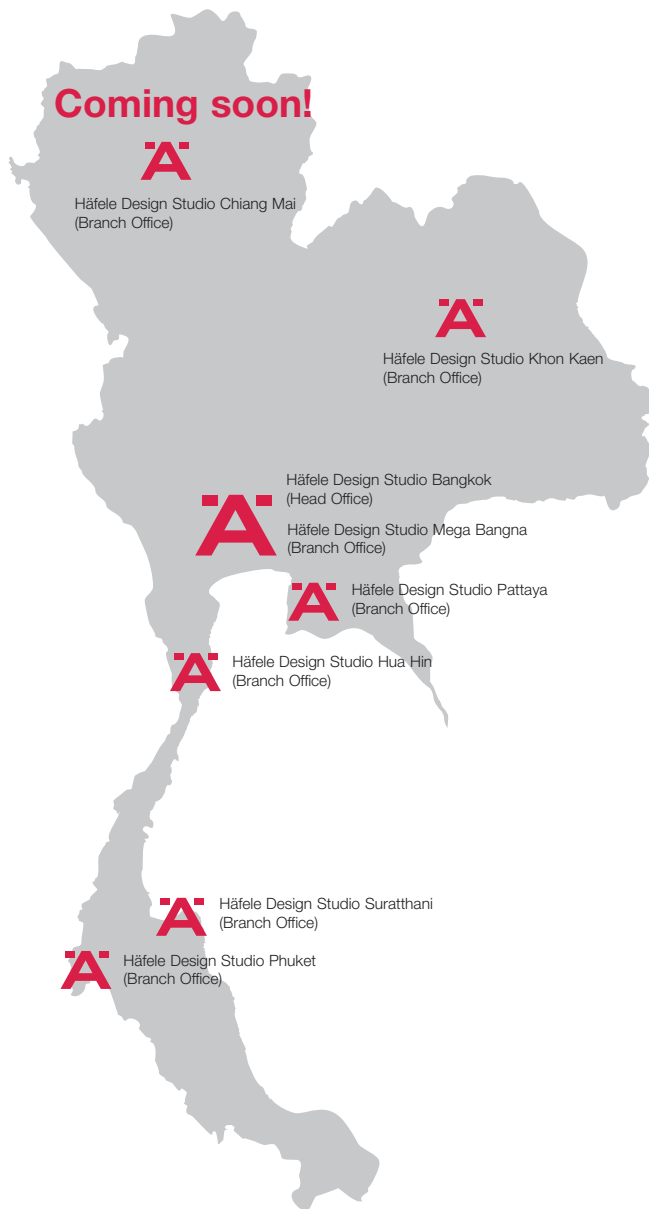 Coming soon!
Ä
Häfele Design Studio Chiang Mai
(Branch Office)
Ä
Häfele Design Studio Khon Kaen
(Branch Office)
Ä
Häfele Design Studio Bangkok
(Head Office)
Häfele Design Studio Mega Bangna
(Branch Office)
Ä
Häfele Design Studio Pattaya
(Branch Office)
Ä
Häfele Design Studio Hua Hin
(Branch Office)
Ä
Häfele Design Studio Suratthani
(Branch Office)
Ä
Häfele Design Studio Phuket
(Branch Office)